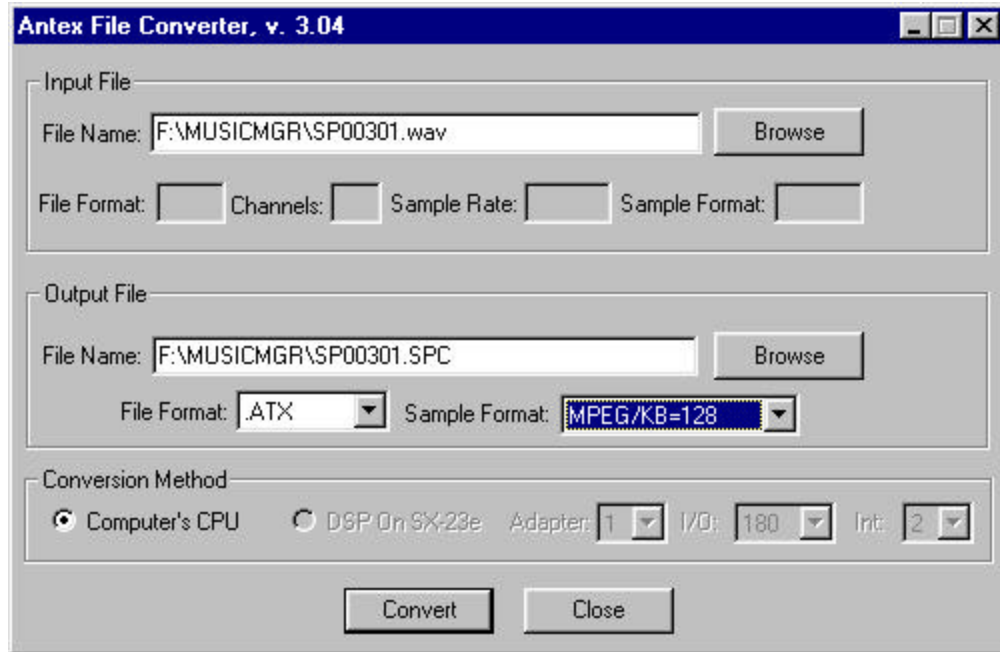 Antex File Converter, v. 3.04
Input File
File Name: F:\MUSICMGR\SP00301.wav Browse
File Format: Channels: Sample Rate: Sample Format:
Output File
File Name: F:\MUSICMGR\SP00301.SPC Browse
File Format: .ATX Sample Format: MPEG/KB=128
Conversion Method
Computer's CPU DSP On SX-23e Adapter: 1 I/O: 180 Int: 2
Convert Close